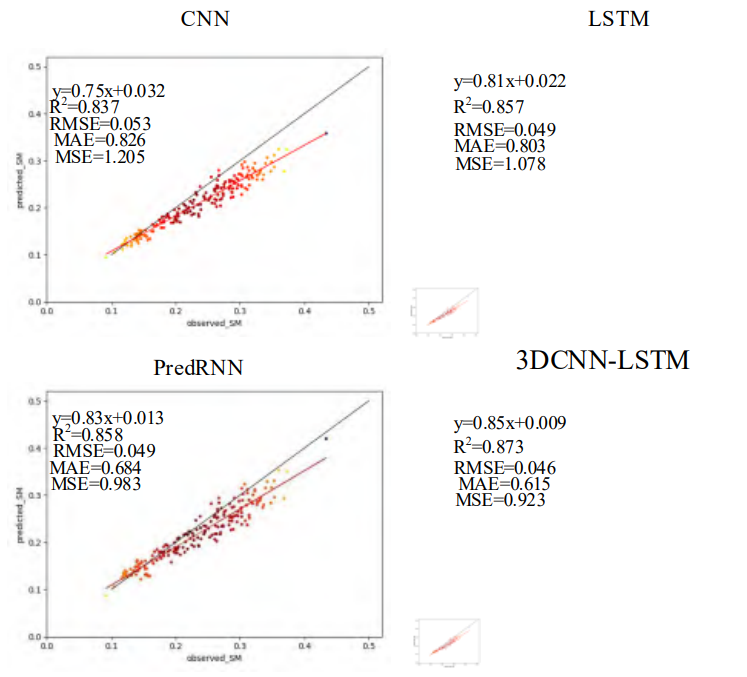 CNN
LSTM
y=0.75x+0.032
R²=0.837
RMSE=0.053
MAE=0.826
MSE=1.205
0.5
0.4
0.3
0.2
0.1
0.0
predicted_SM
0.0 0.1 0.2 0.3 0.4 0.5
observed_SM
y=0.81x+0.022
R²=0.857
RMSE=0.049
MAE=0.803
MSE=1.078
PredRNN
3DCNN-LSTM
y=0.83x+0.013
R²=0.858
RMSE=0.049
MAE=0.684
MSE=0.983
0.5
0.4
0.3
0.2
0.1
0.0
predicted_SM
0.0 0.1 0.2 0.3 0.4 0.5
observed_SM
y=0.85x+0.009
R²=0.873
RMSE=0.046
MAE=0.615
MSE=0.923